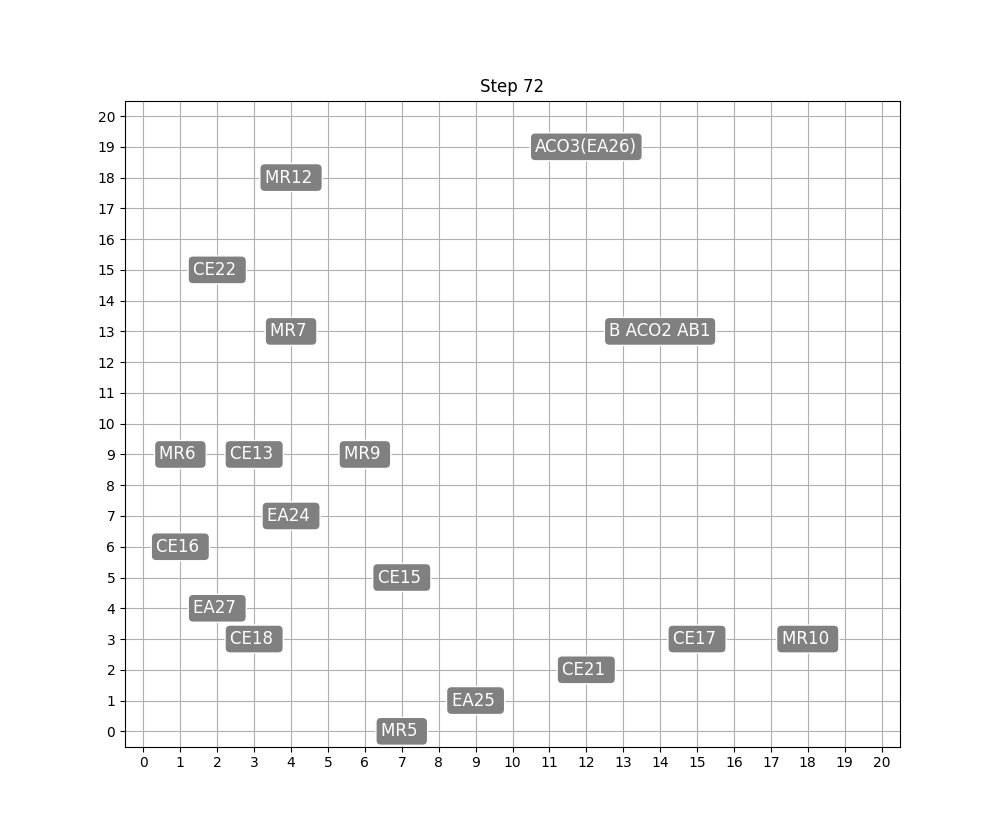 Step 72
20
19
ACO3(EA26)
18
MR12
17
16
15
CE22
14
13
MR7
B ACO2 AB1
12
11
10
9
MR6 CE13 MR9
8
7
EA24
6
CE16
5
CE15
4
EA27
3
CE18 CE17 MR10
2
CE21
1
EA25
0
MR5
0 1 2 3 4 5 6 7 8 9 10 11 12 13 14 15 16 17 18 19 20